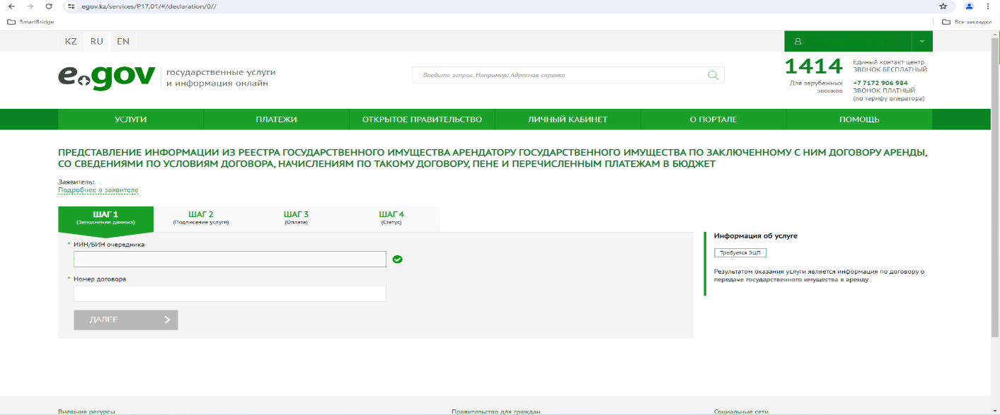 egov.kz/services/P17.01/#/declaration/0//
SmartBridge
Все закладки
KZ RU EN
e.gov
государственные услуги
и информация онлайн
Введите запрос. Например: Адресная справка
1414
Единый контакт-центр
ЗВОНОК БЕСПЛАТНЫЙ
Для зарубежных
звонков
+7 7172 906 984
ЗВОНОК ПЛАТНЫЙ
(по тарифу оператора)
УСЛУГИ ПЛАТЕЖИ ОТКРЫТОЕ ПРАВИТЕЛЬСТВО ЛИЧНЫЙ КАБИНЕТ О ПОРТАЛЕ ПОМОЩЬ
ПРЕДСТАВЛЕНИЕ ИНФОРМАЦИИ ИЗ РЕЕСТРА ГОСУДАРСТВЕННОГО ИМУЩЕСТВА АРЕНДАТОРУ ГОСУДАРСТВЕННОГО ИМУЩЕСТВА ПО ЗАКЛЮЧЕННОМУ С НИМ ДОГОВОРУ АРЕНДЫ,
СО СВЕДЕНИЯМИ ПО УСЛОВИЯМ ДОГОВОРА, НАЧИСЛЕНИЯМ ПО ТАКОМУ ДОГОВОРУ, ПЕНЕ И ПЕРЕЧИСЛЕННЫМ ПЛАТЕЖАМ В БЮДЖЕТ
Заявитель:
Подробнее о заявителе
ШАГ 1 ШАГ 2 ШАГ 3 ШАГ 4
(Заполнение данных) (Подписание услуги) (Оплата) (Статус)
* ИИН/БИН очередника
* Номер договора
ДАЛЕЕ
Информация об услуге
Требуется ЭЦП
Результатом оказания услуги является информация по договору о
передаче государственного имущества в аренду
Внешние ресурсы Правительство для граждан Социальные сети